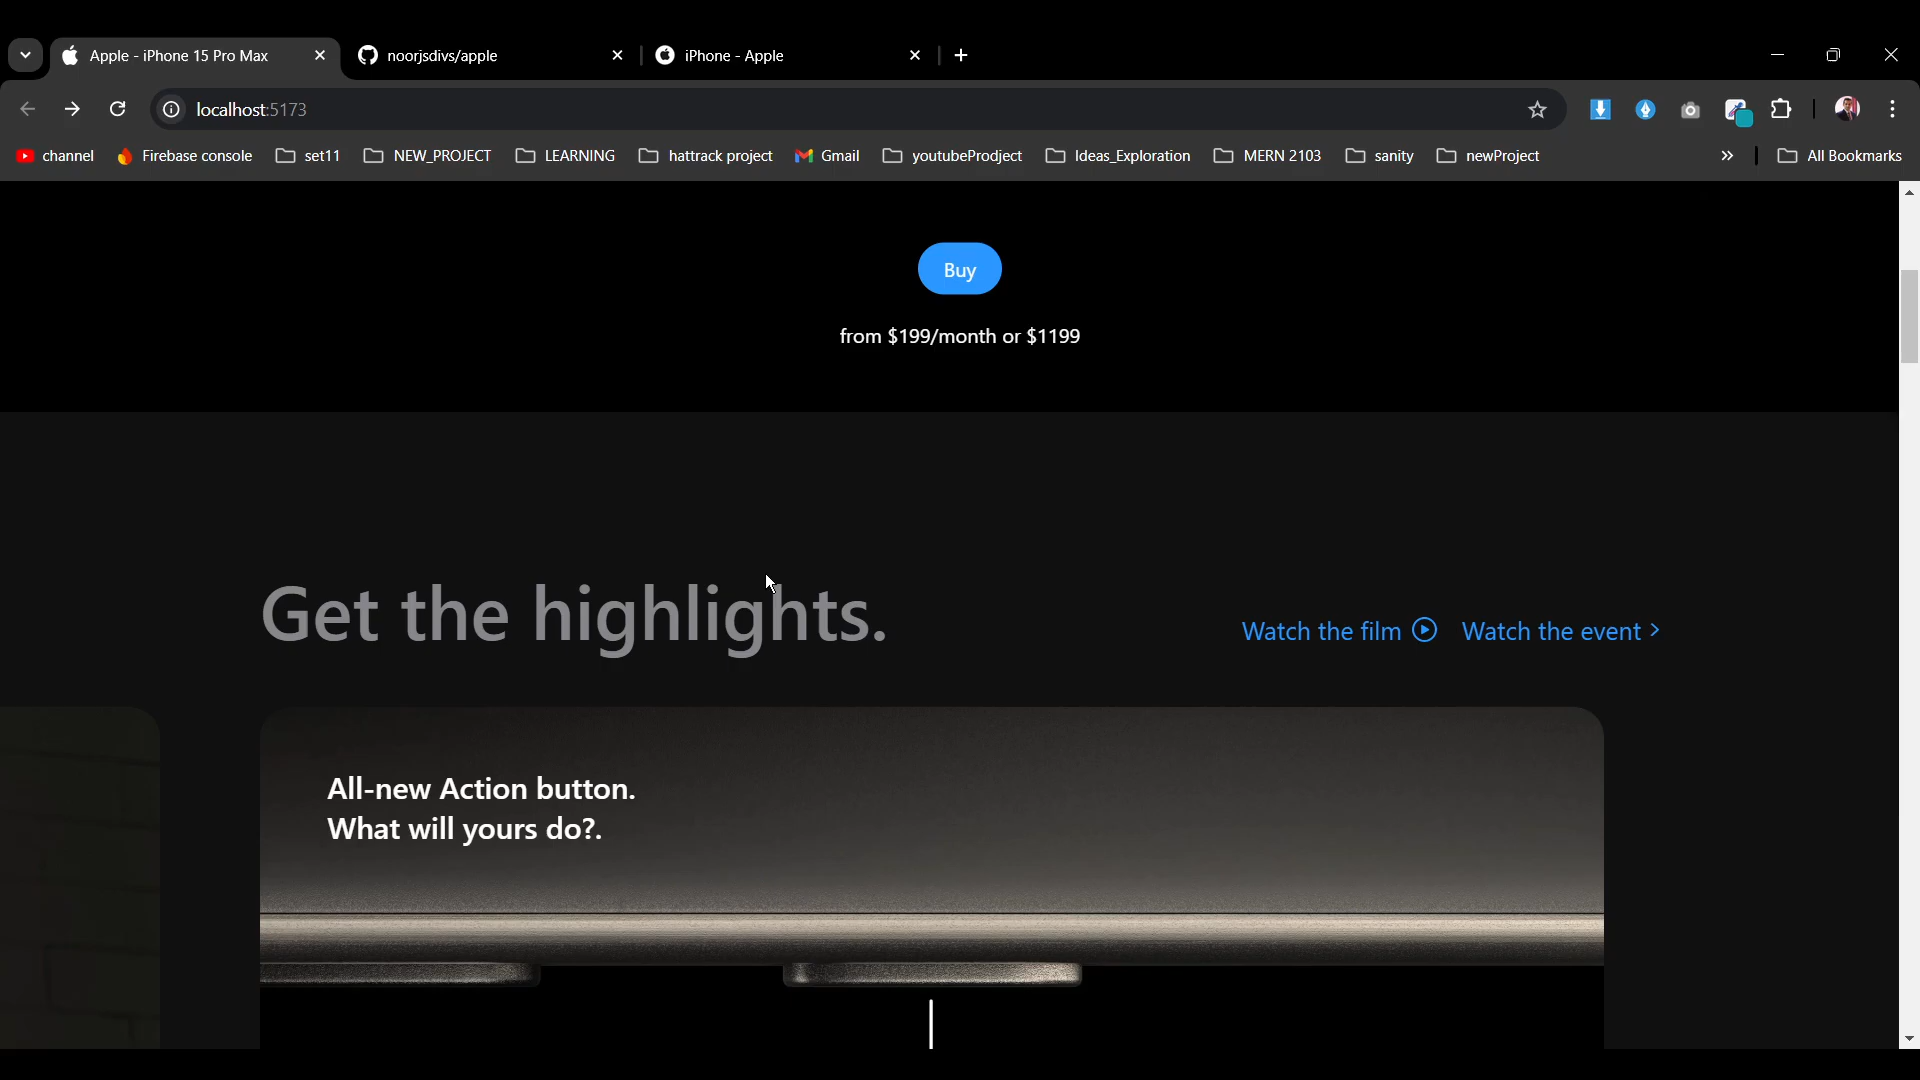 Apple - iPhone 15 Pro Max
noorjsdivs/apple
iPhone - Apple
localhost:5173
channel
Firebase console
set11
NEW_PROJECT
LEARNING
hattrack project
Gmail
youtubeProdject
Ideas_Exploration
MERN 2103
sanity
newProject
All Bookmarks
Buy
from $199/month or $1199
Get the highlights.
Watch the film
Watch the event
All-new Action button.
What will yours do?.